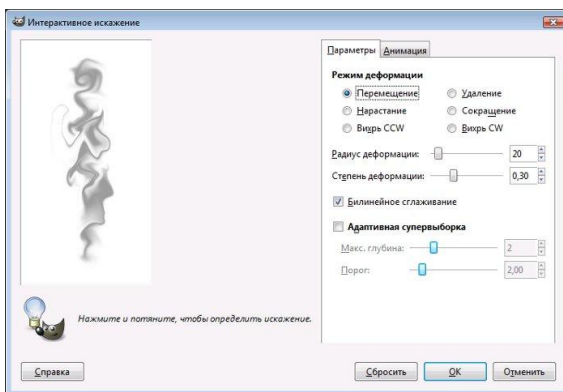 Интерактивное искажение
Параметры Анимация
Режим деформации
Перемещение Удаление
Нарастание Сокращение
Вихрь CCW Вихрь CW
Радиус деформации: 20
Степень деформации: 0,30
Билинейное сглаживание
Адаптивная супервыборка
Макс. глубина: 2
Порог: 2,00
Нажмите и потяните, чтобы определить искажение.
Справка Сбросить OK Отменить